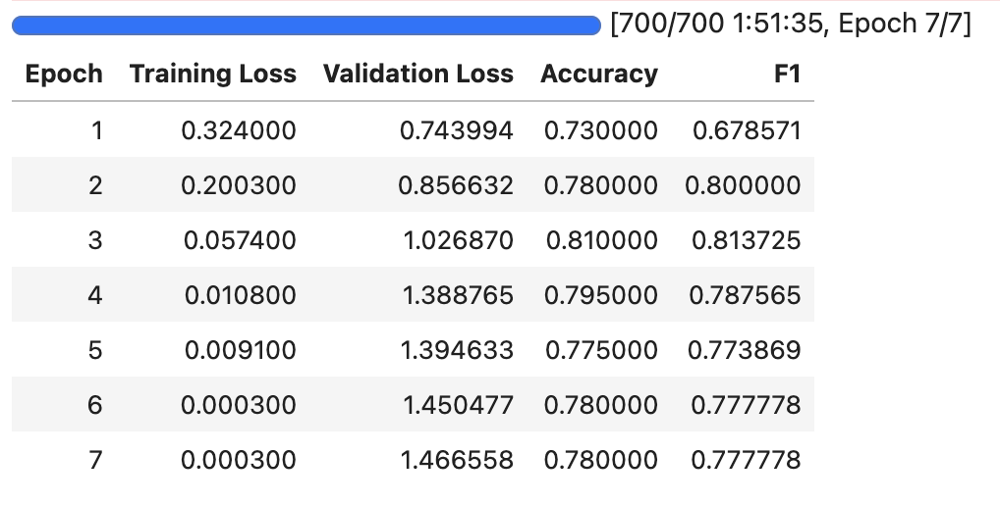 [700/700 1:51:35, Epoch 7/7]
Epoch Training Loss Validation Loss Accuracy F1
1 0.324000 0.743994 0.730000 0.678571
2 0.200300 0.856632 0.780000 0.800000
3 0.057400 1.026870 0.810000 0.813725
4 0.010800 1.388765 0.795000 0.787565
5 0.009100 1.394633 0.775000 0.773869
6 0.000300 1.450477 0.780000 0.777778
7 0.000300 1.466558 0.780000 0.777778